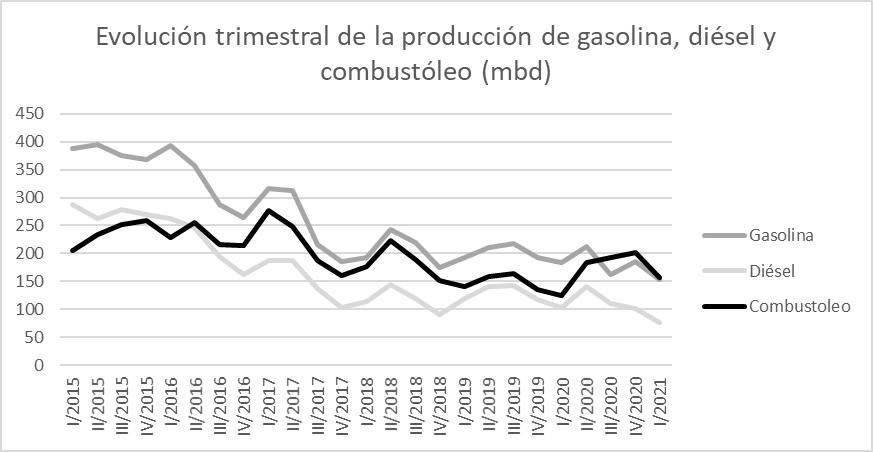 Evolución trimestral de la producción de gasolina, diésel y
combustóleo (mbd)
450
400
350
300
250
200
150
100
50
0
I/2015
II/2015
III/2015
IV/2015
I/2016
II/2016
III/2016
IV/2016
I/2017
II/2017
III/2017
IV/2017
I/2018
II/2018
III/2018
IV/2018
I/2019
II/2019
III/2019
IV/2019
I/2020
II/2020
III/2020
IV/2020
I/2021
Gasolina
Diésel
Combustoleo